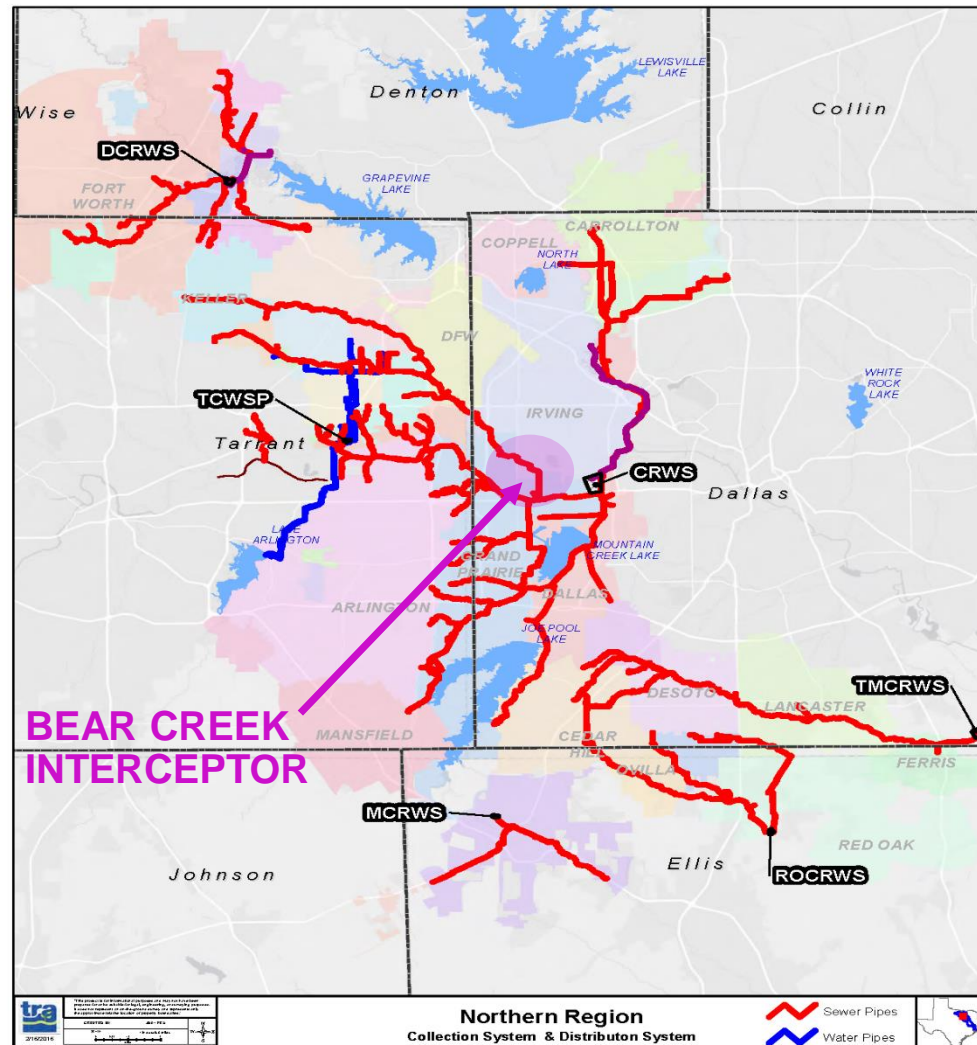 LEWISVILLE
LAKE
Denton
Wise
Collin
DCRWS
GRAPEVINE
LAKE
FORT
WORTH
CARROLLTON
COPPELL
NORTH
LAKE
KELLER
DFW
WHITE
ROCK
LAKE
TCWSP
IRVING
Tarrant
CRWS
Dallas
LAKE
ARLINGTON
MOUNTAIN
CREEK LAKE
GRAND
PRAIRIE
DALLAS
ARLINGTON
JOE POOL
LAKE
DESOTO
TMCRWS
LANCASTER
BEAR CREEK
INTERCEPTOR
MANSFIELD
CEDAR
HILL
OVILLA
FERRIS
MCRWS
RED OAK
Ellis
ROCRWS
Johnson
tra
2/16/2016
Northern Region
Collection System & Distributon System
Sewer Pipes
Water Pipes